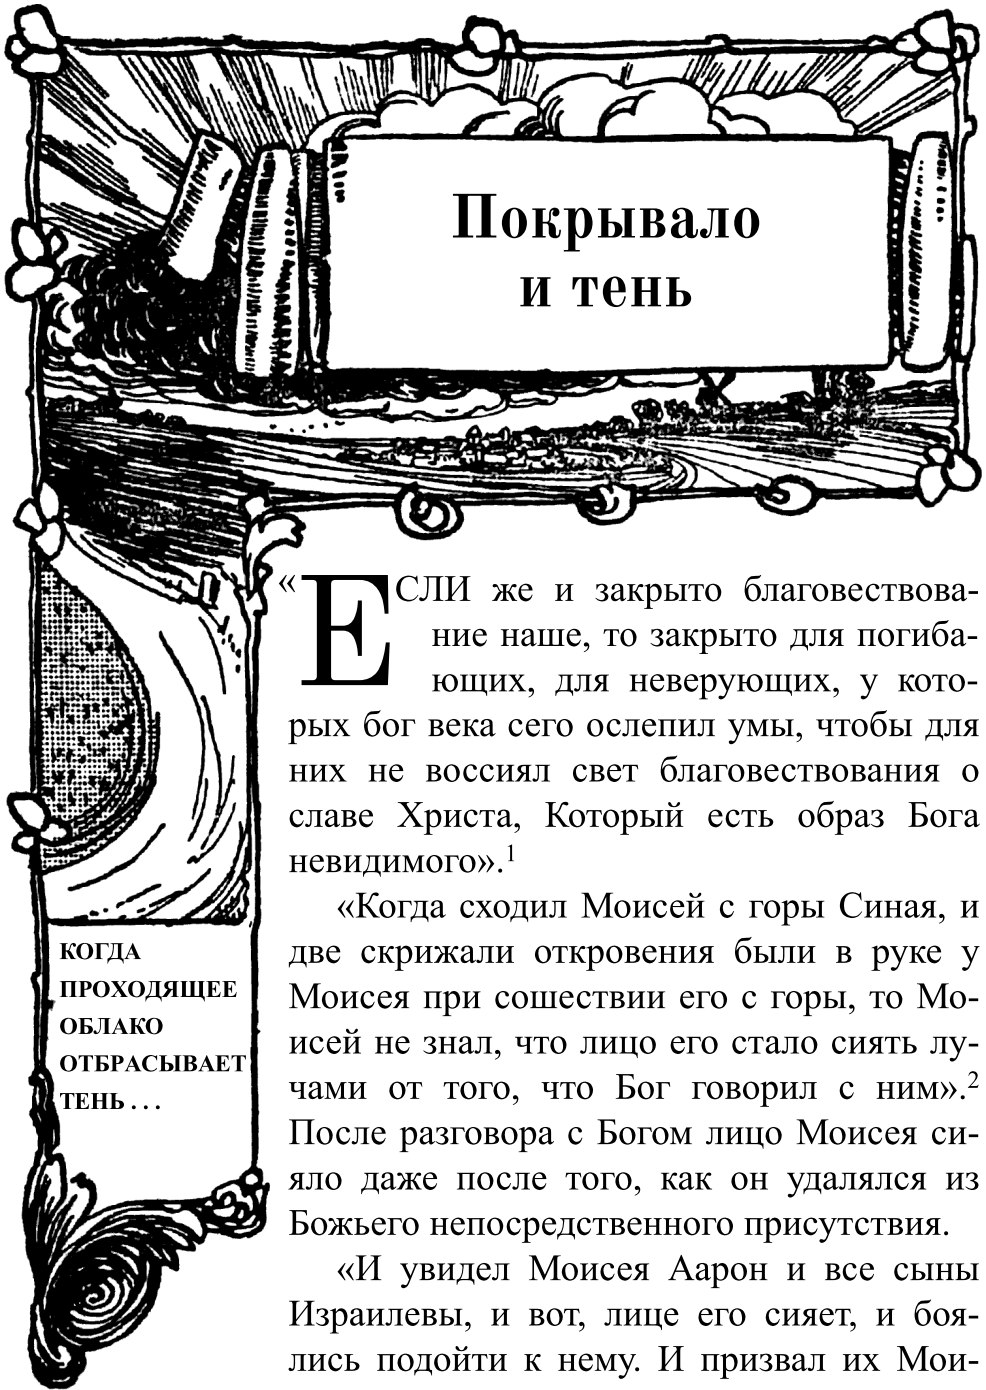 Покрывало
и тень
«ЕСЛИ же и закрыто благовествова-
ние наше, то закрыто для погиба-
ющих, для неверующих, у кото-
рых бог века сего ослепил умы, чтобы для
них не воссиял свет благовествования о
славе Христа, Который есть образ Бога
невидимого».1
«Когда сходил Моисей с горы Синая, и
две скрижали откровения были в руке у
Моисея при сошествии его с горы, то Мо-
исей не знал, что лицо его стало сиять лу-
чами от того, что Бог говорил с ним».2
После разговора с Богом лицо Моисея си-
яло даже после того, как он удалялся из
Божьего непосредственного присутствия.
«И увидел Моисея Аарон и все сыны
Израилевы, и вот, лице его сияет, и боя-
лись подойти к нему. И призвал их Мои-
КОГДА
ПРОХОДЯЩЕЕ
ОБЛАКО
ОТБРАСЫВАЕТ
ТЕНЬ . . .